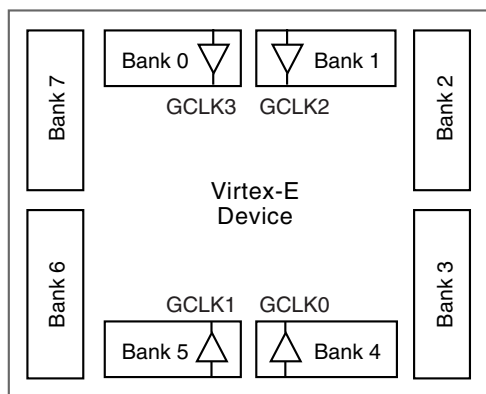 Bank 0
Bank 1
GCLK3
GCLK2
Bank 7
Bank 2
Virtex-E
Device
Bank 6
Bank 3
GCLK1
GCLK0
Bank 5
Bank 4